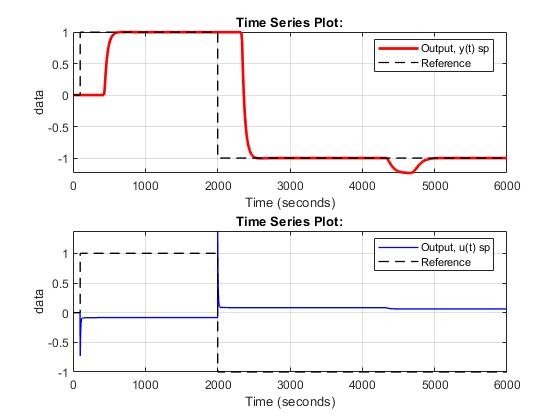 Time Series Plot:
1
0.5
0
-0.5
-1
data
Output, y(t) sp
Reference
0
1000
2000
3000
4000
5000
6000
Time (seconds)
Time Series Plot:
1
0.5
0
-0.5
-1
data
Output, u(t) sp
Reference
0
1000
2000
3000
4000
5000
6000
Time (seconds)